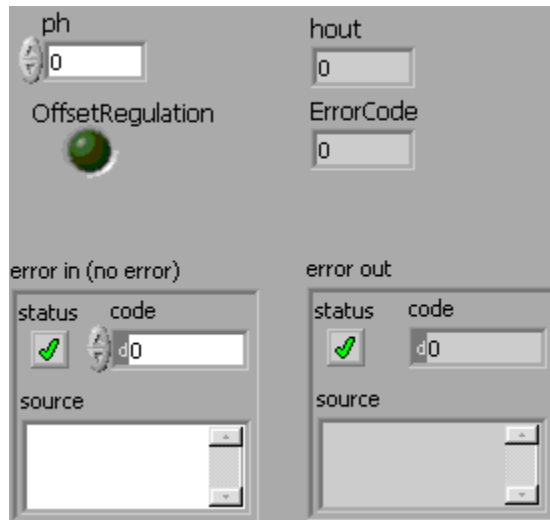 ph
0
OffsetRegulation
hout
0
ErrorCode
0
error in (no error)
status code
d0
source
error out
status code
d0
source